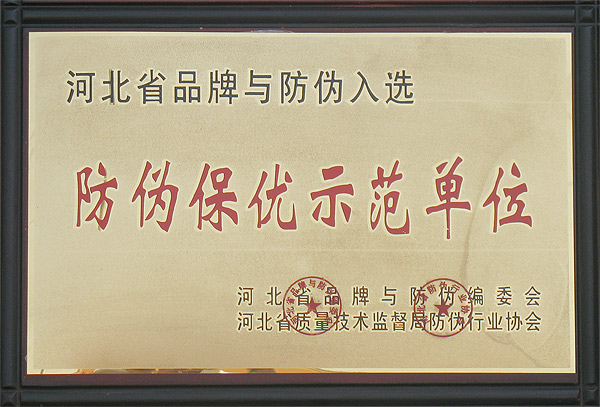 河北省品牌与防伪入选
防伪保优示范单位
河北省品牌与防伪编委会
河北省质量技术监督局防伪行业协会